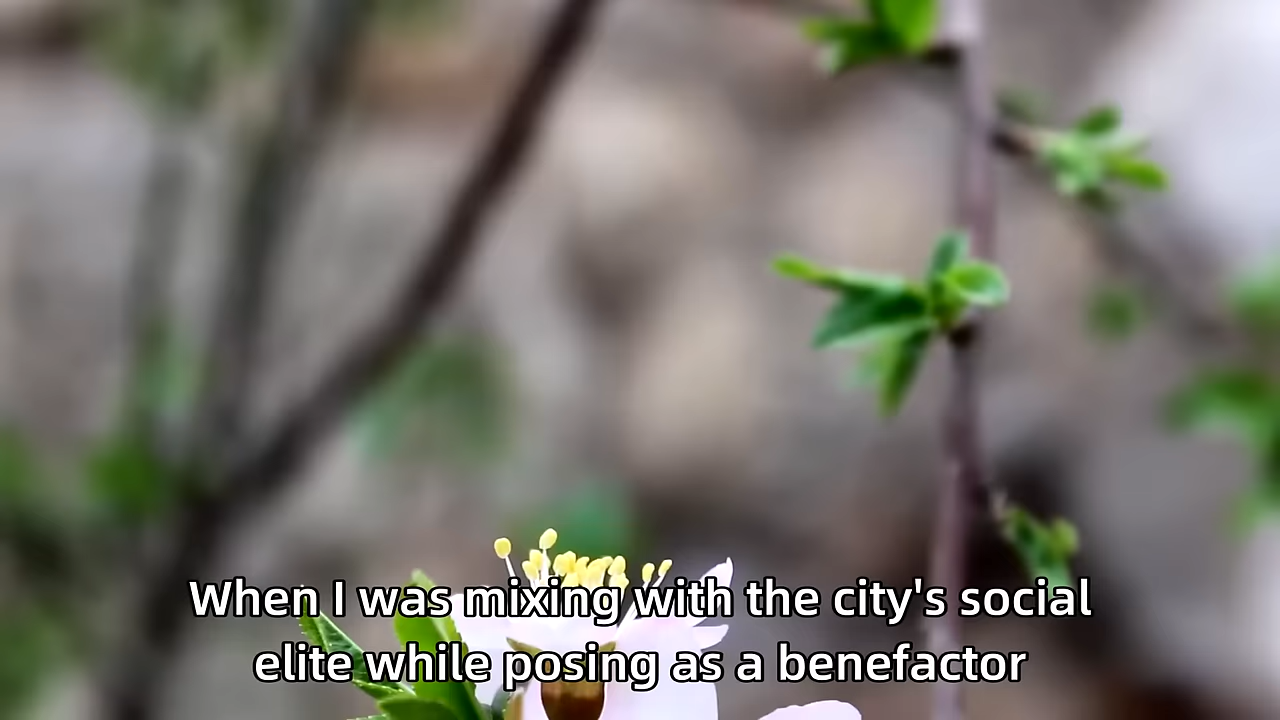 When I was mixing with the city's social
elite while posing as a benefactor